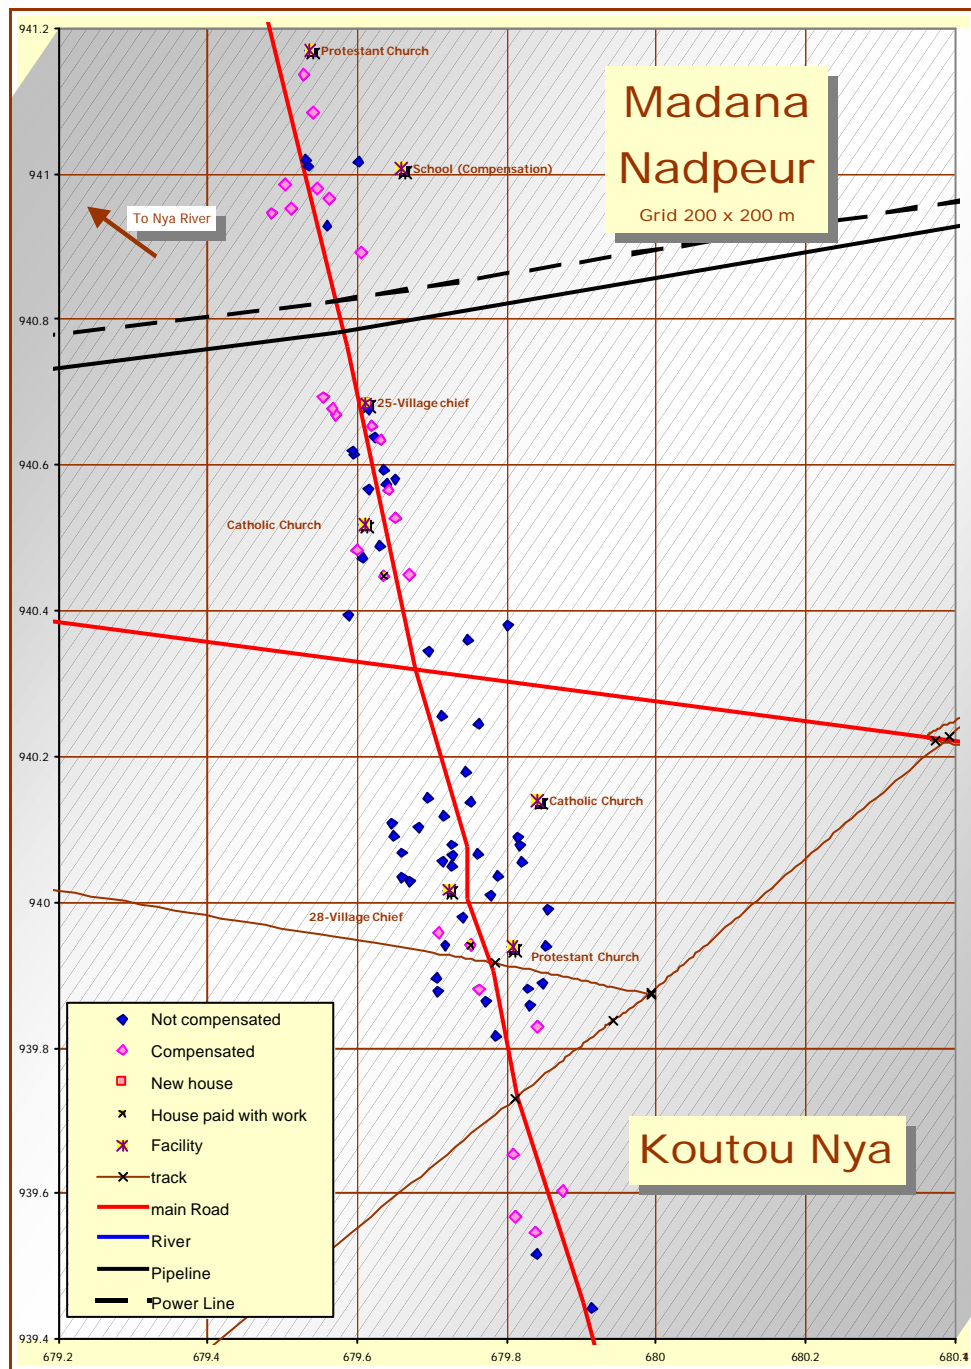 941.2
Protestant Church
Madana
Nadpeur
Grid 200 x 200 m
941
School (Compensation)
To Nya River
940.8
25-Village chief
940.6
Catholic Church
940.4
940.2
Catholic Church
940
28-Village Chief
Protestant Church
Not compensated
Compensated
New house
House paid with work
Facility
track
main Road
River
Pipeline
Power Line
939.8
Koutou Nya
939.6
939.4
679.2
679.4
679.6
679.8
680
680.2